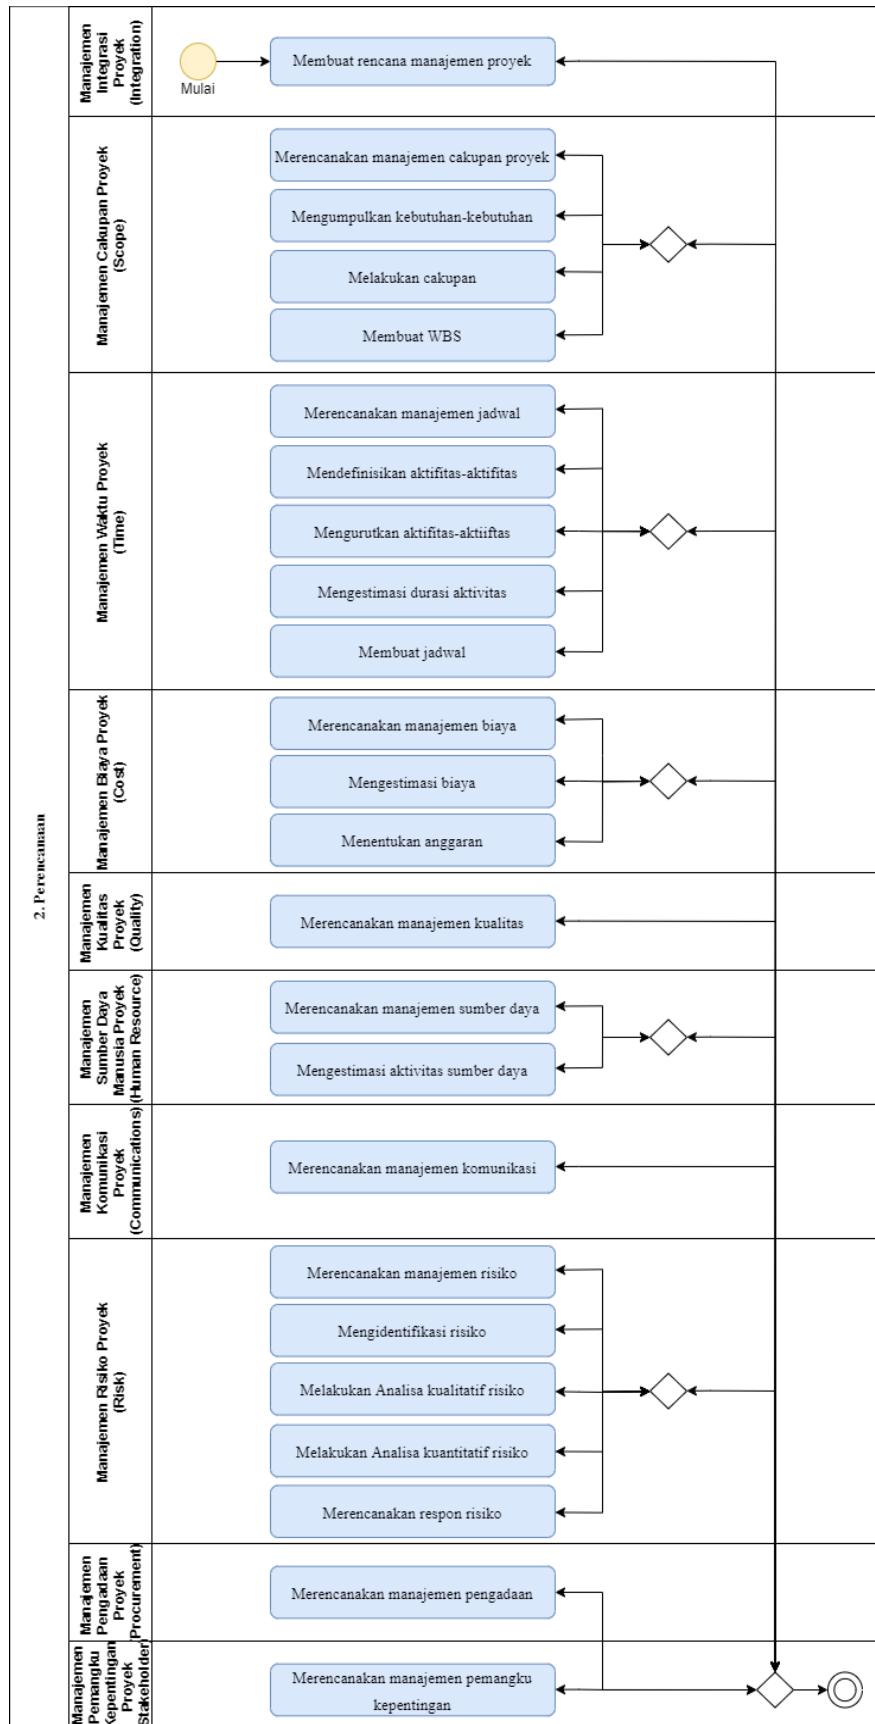 2. Perencanaan
Manajemen
Integrasi
Proyek
(Integration)
Mulai
Membuat rencana manajemen proyek
Manajemen Cakupan Proyek
(Scope)
Merencanakan manajemen cakupan proyek
Mengumpulkan kebutuhan-kebutuhan
Melakukan cakupan
Membuat WBS
Manajemen Waktu Proyek
(Time)
Merencanakan manajemen jadwal
Mendefinisikan aktifitas-aktifitas
Mengurutkan aktifitas-aktiiftas
Mengestimasi durasi aktivitas
Membuat jadwal
Manajemen Biaya Proyek
(Cost)
Merencanakan manajemen biaya
Mengestimasi biaya
Menentukan anggaran
Manajemen
Kualitas
Proyek
(Quality)
Merencanakan manajemen kualitas
Manajemen
Sumber Daya
Manusia Proyek
(Human Resource)
Merencanakan manajemen sumber daya
Mengestimasi aktivitas sumber daya
Manajemen
Komunikasi
Proyek
(Communications)
Merencanakan manajemen komunikasi
Manajemen Risiko Proyek
(Risk)
Merencanakan manajemen risiko
Mengidentifikasi risiko
Melakukan Analisa kualitatif risiko
Melakukan Analisa kuantitatif risiko
Merencanakan respon risiko
Manajemen
Pengadaan
Proyek
(Procurement)
Merencanakan manajemen pengadaan
Manajemen
Pemangku
Kepentingan
Proyek
Stakeholder)
Merencanakan manajemen pemangku
kepentingan